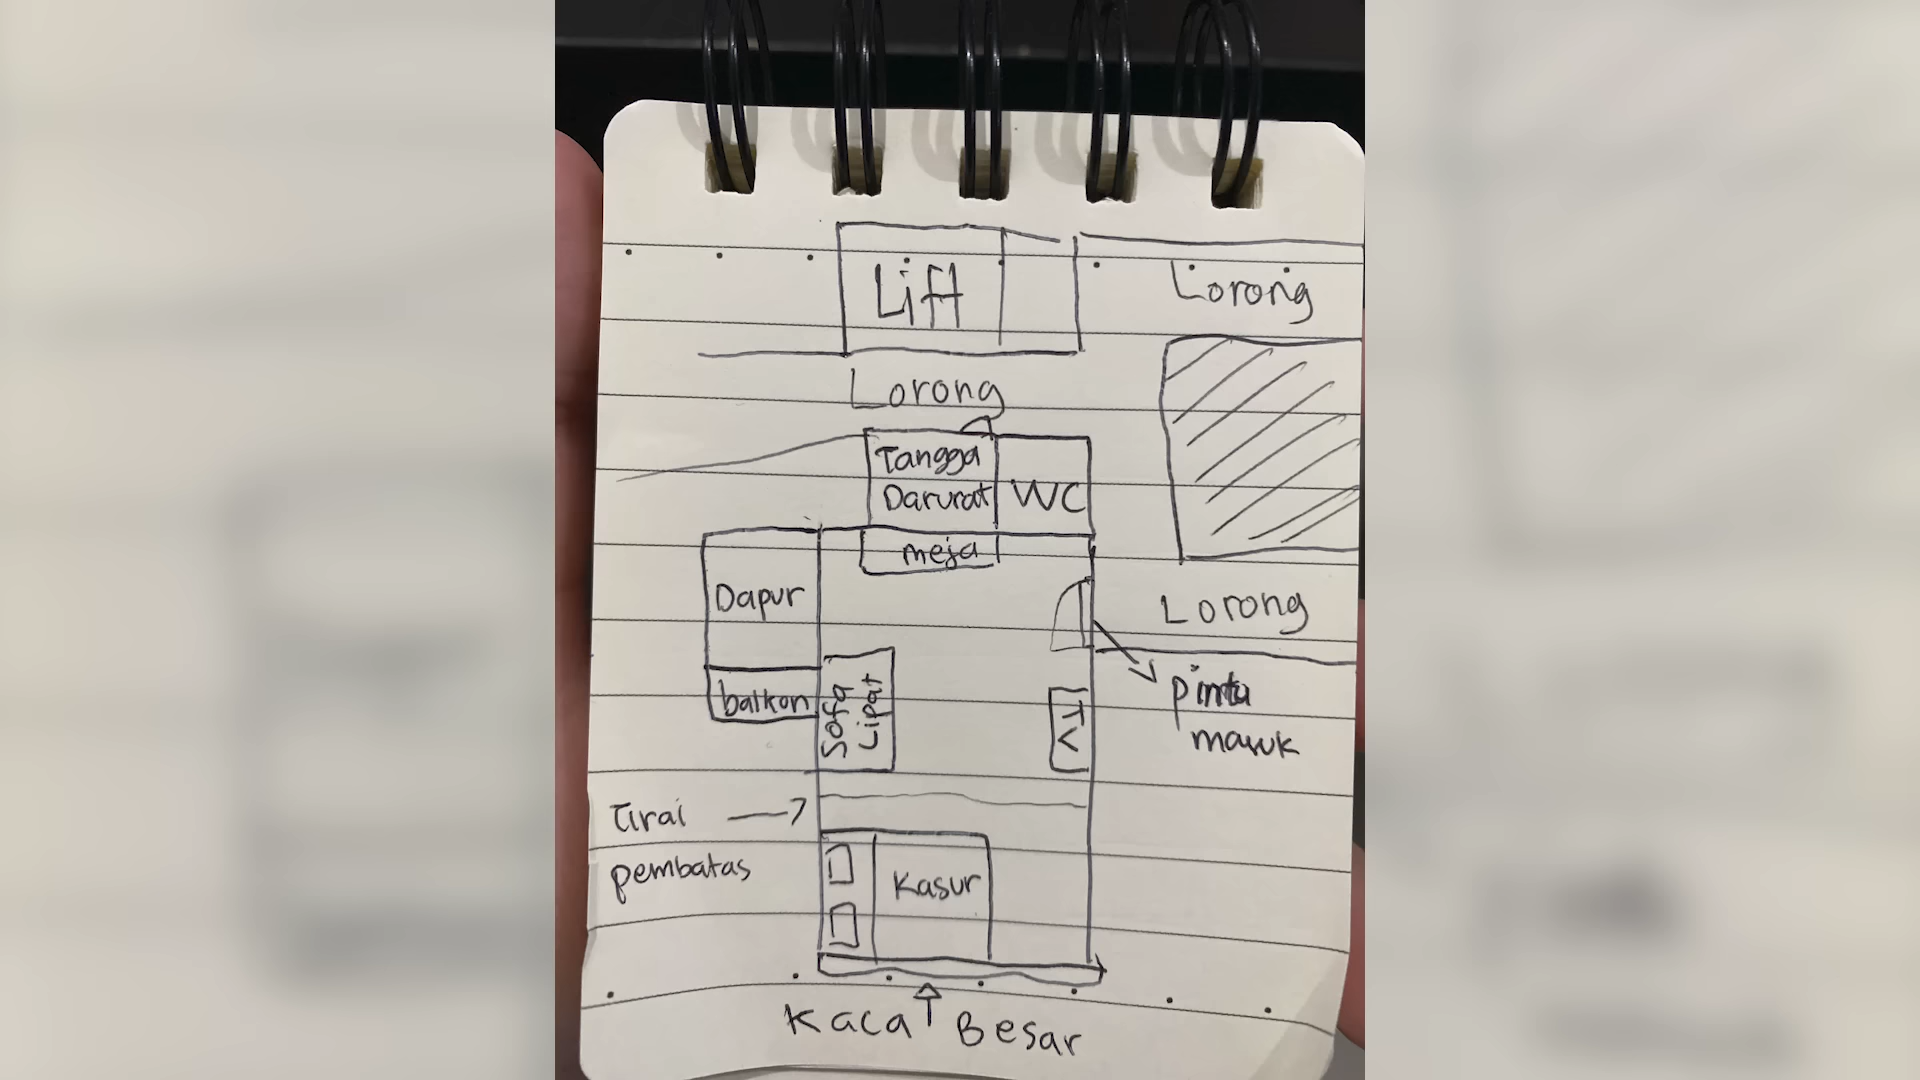 Lift
Lorong
Lorong
Tangga
Darurat
WC
meja
Dapur
Lorong
balkon
Sofa
Lipat
TV
pintu
masuk
Tirai
pembatas
Kasur
Kaca Besar